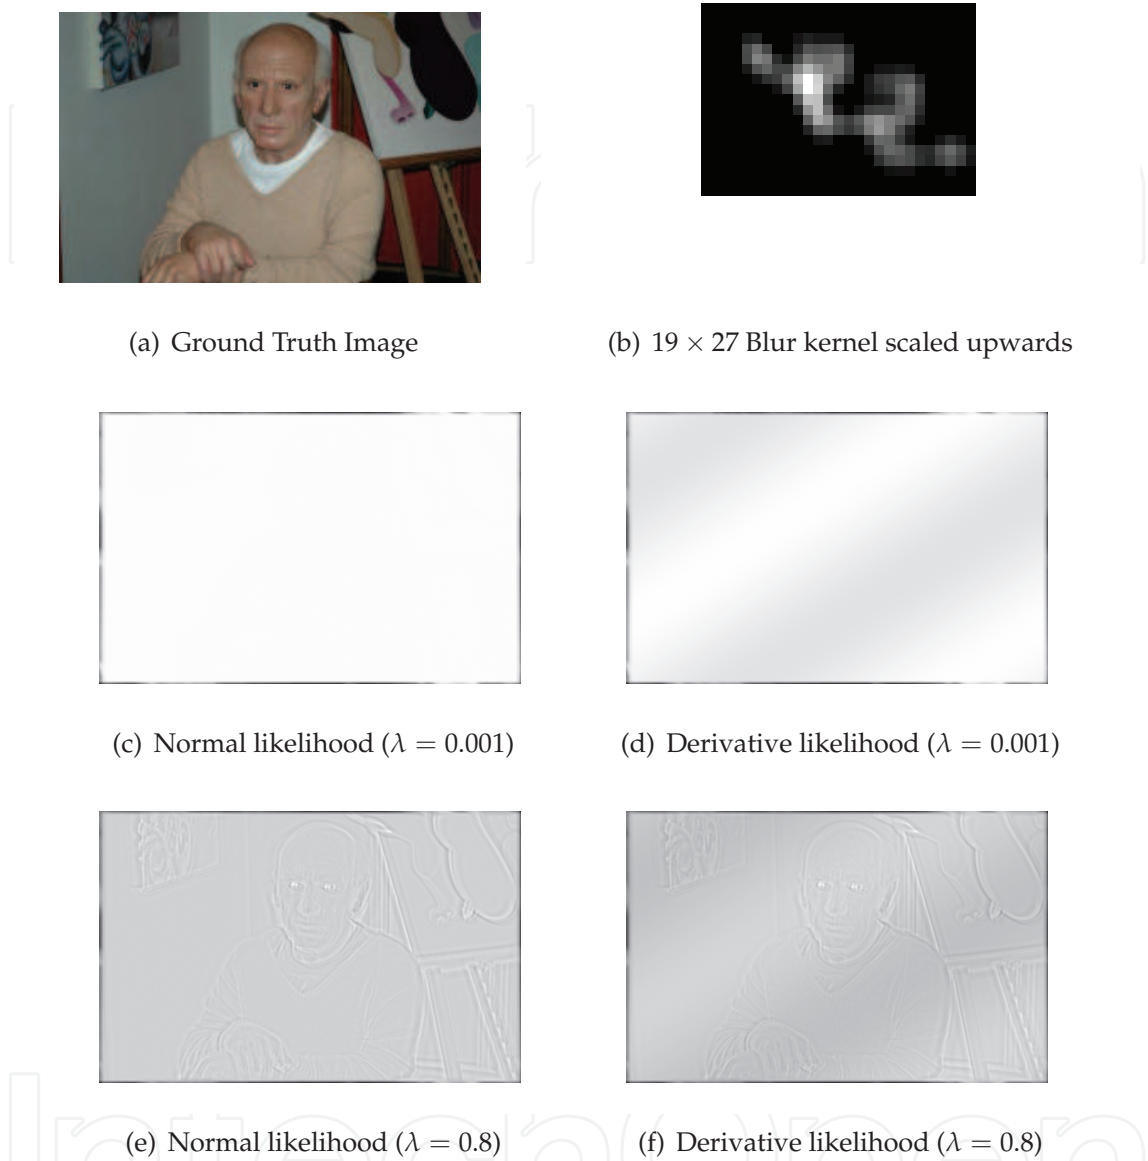 (a) Ground Truth Image
(b) 19 × 27 Blur kernel scaled upwards
(c) Normal likelihood (λ = 0.001)
(d) Derivative likelihood (λ = 0.001)
(e) Normal likelihood (λ = 0.8)
(f) Derivative likelihood (λ = 0.8)